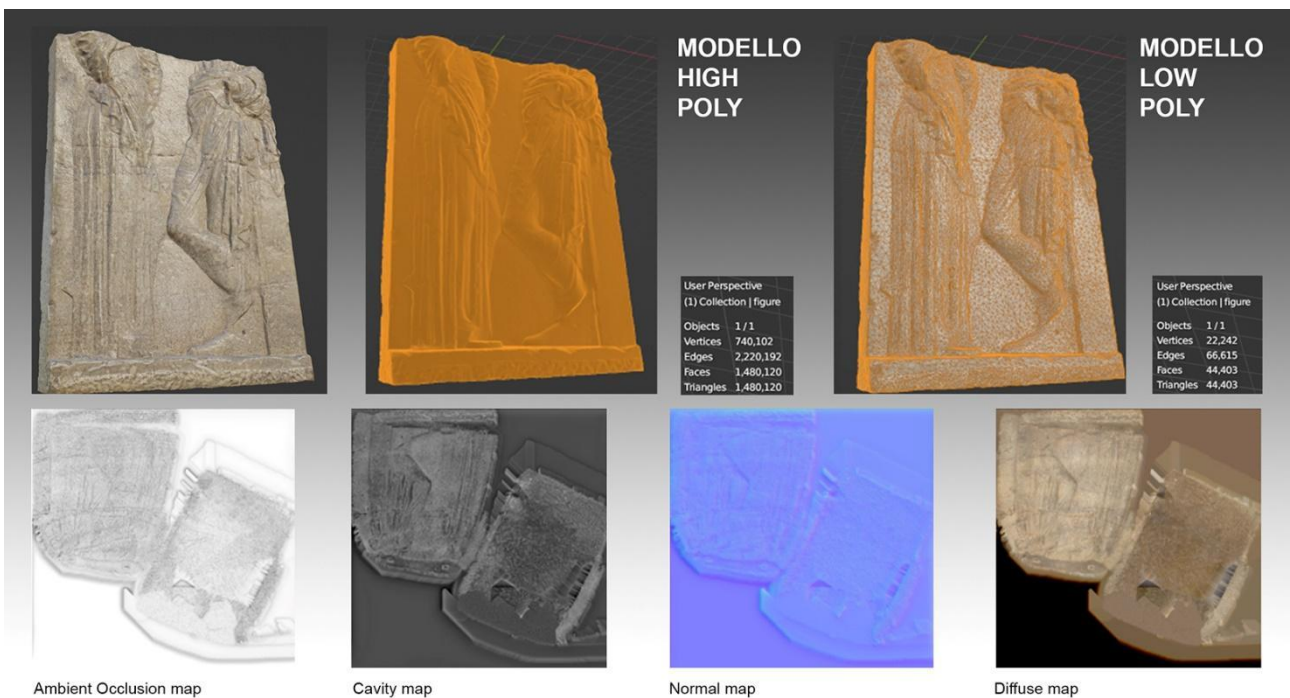 MODELLO
HIGH
POLY
User Perspective
(1) Collection | figure
Objects 1 / 1
Vertices 740,102
Edges 2,220,192
Faces 1,480,120
Triangles 1,480,120
MODELLO
LOW
POLY
User Perspective
(1) Collection | figure
Objects 1 / 1
Vertices 22,242
Edges 66,615
Faces 44,403
Triangles 44,403
Ambient Occlusion map
Cavity map
Normal map
Diffuse map